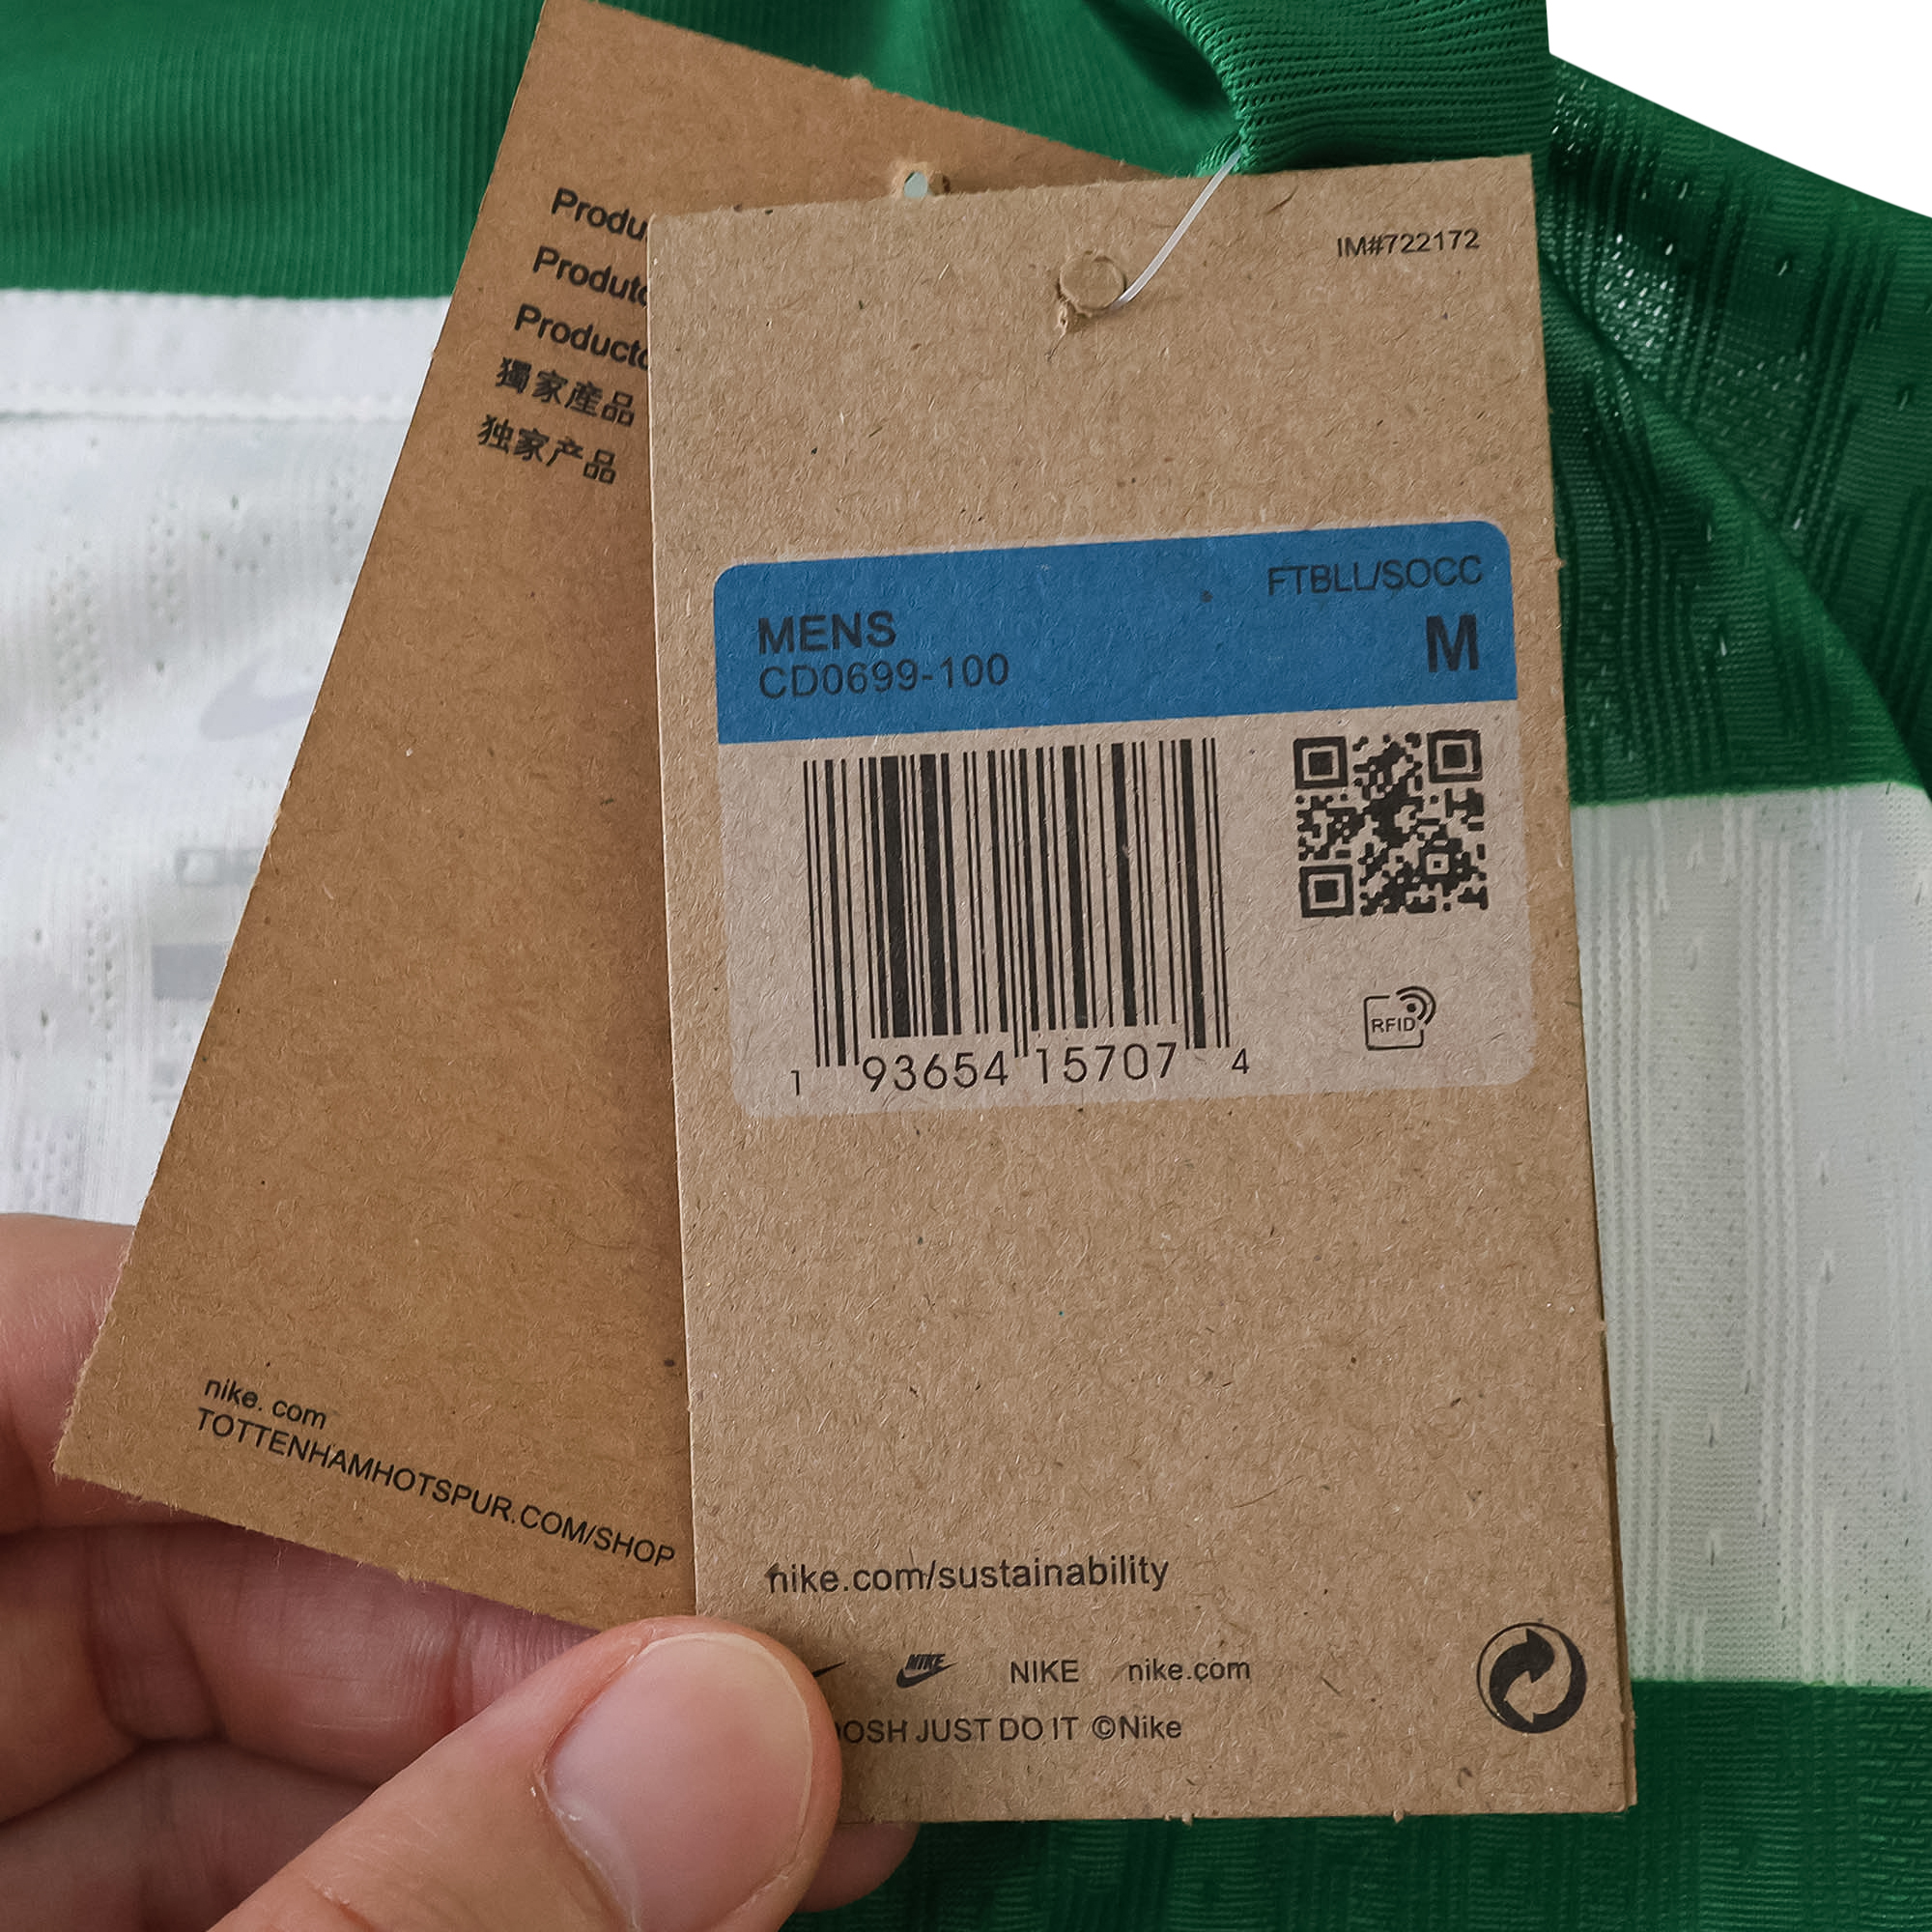 獨家產品
独家产品
nike. com
TOTTENHAMHOTSPUR.COM/SHOP
IM#722172
FTBLL/SOCC
MENS
M
CD0699-100
1 93654 15707 4
RFID
nike.com/sustainability
NIKE NIKE nike.com
JUST DO IT ©Nike